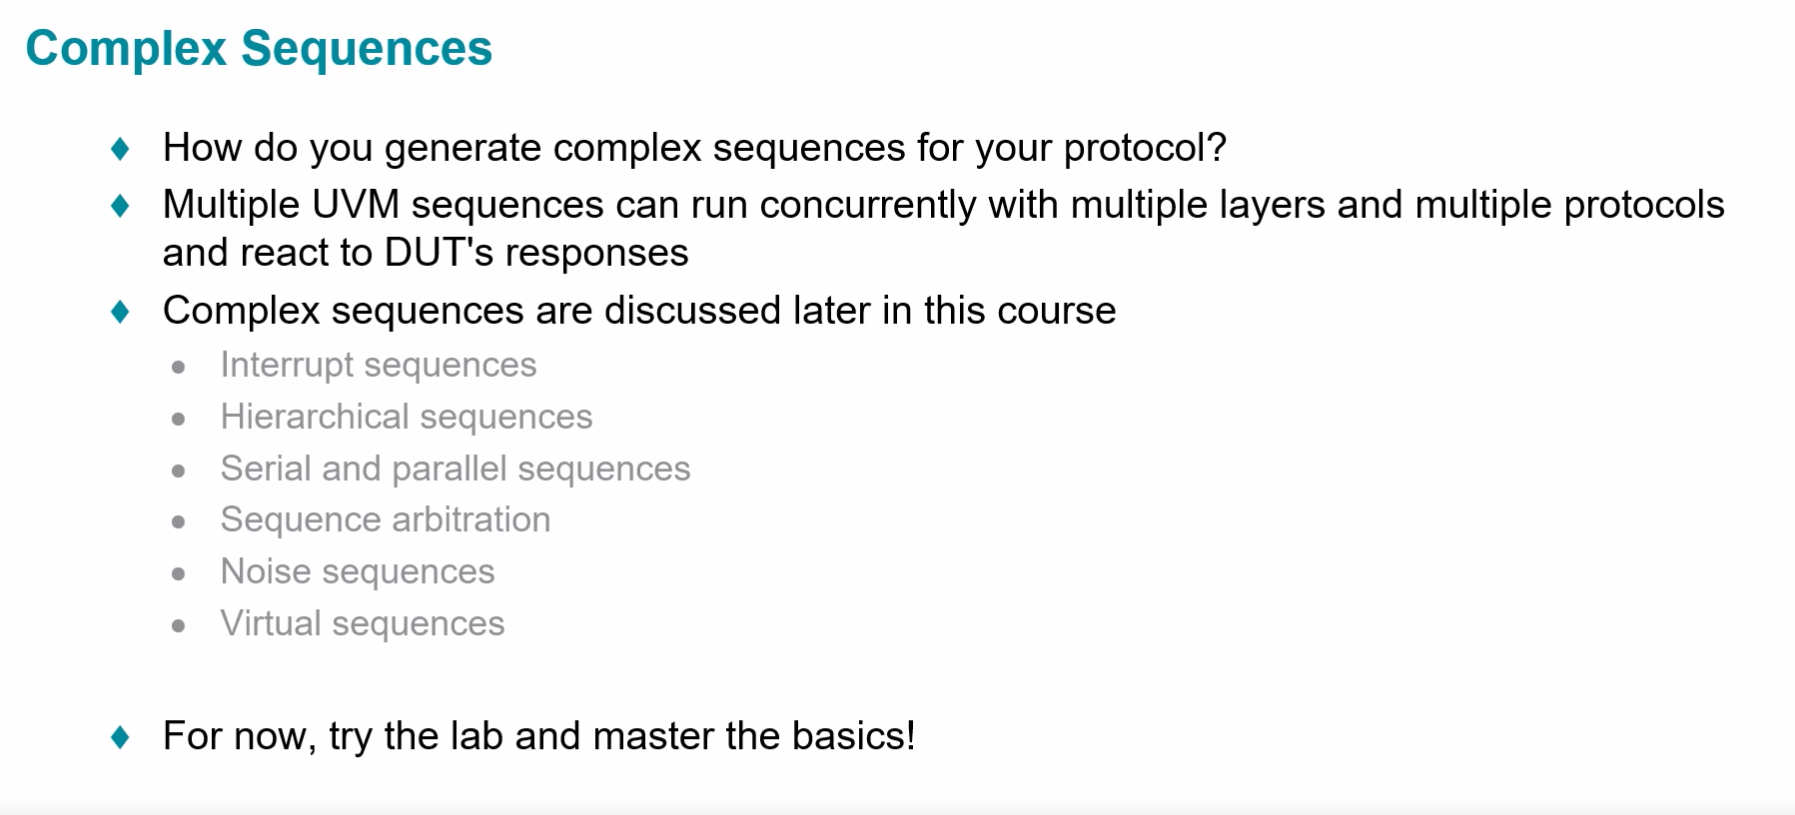 Complex Sequences
How do you generate complex sequences for your protocol?
Multiple UVM sequences can run concurrently with multiple layers and multiple protocols
and react to DUT's responses
Complex sequences are discussed later in this course
Interrupt sequences
Hierarchical sequences
Serial and parallel sequences
Sequence arbitration
Noise sequences
Virtual sequences
For now, try the lab and master the basics!